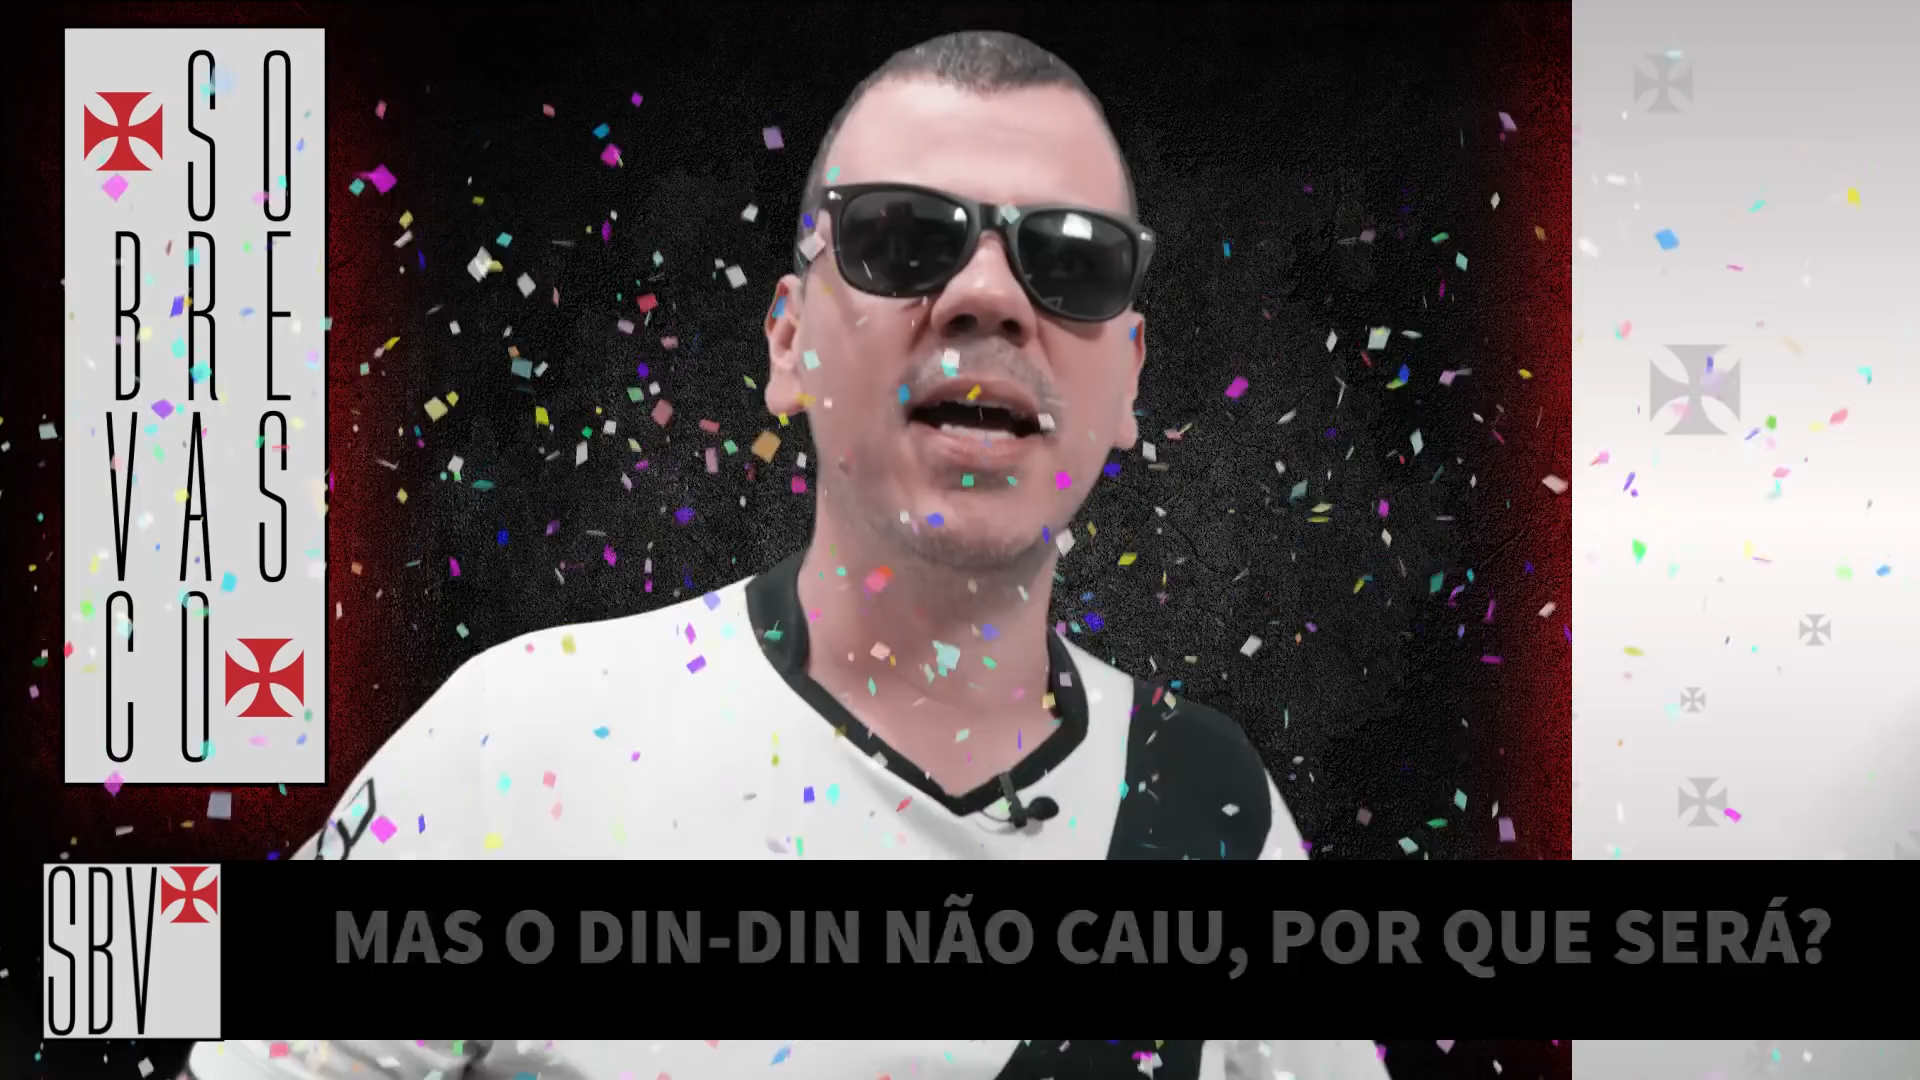 SO
BRE
VAS
CO
SBV
MAS O DIN-DIN NÃO CAIU, POR QUE SERÁ?